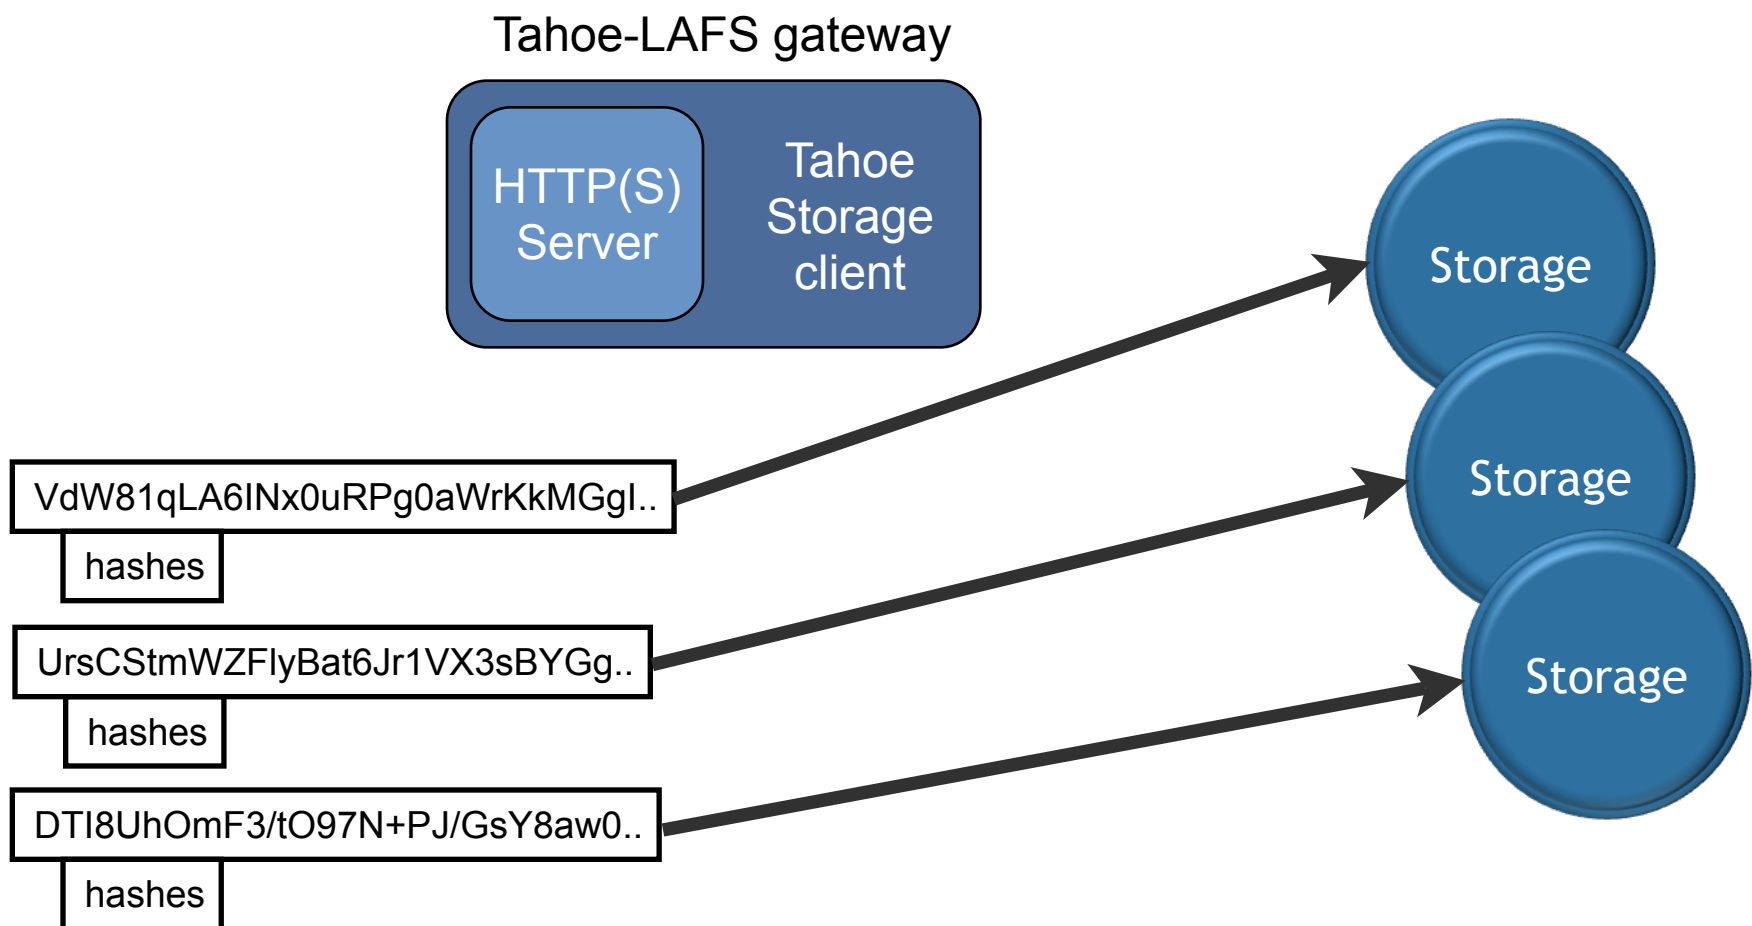 Tahoe-LAFS gateway
HTTP(S)
Server
Tahoe
Storage
client
Storage
Storage
Storage
VdW81qLA6INx0uRPg0aWrKkMGgI..
hashes
UrsCStmWZFIyBat6Jr1VX3sBYGg..
hashes
DTI8UhOmF3/tO97N+PJ/GsY8aw0..
hashes